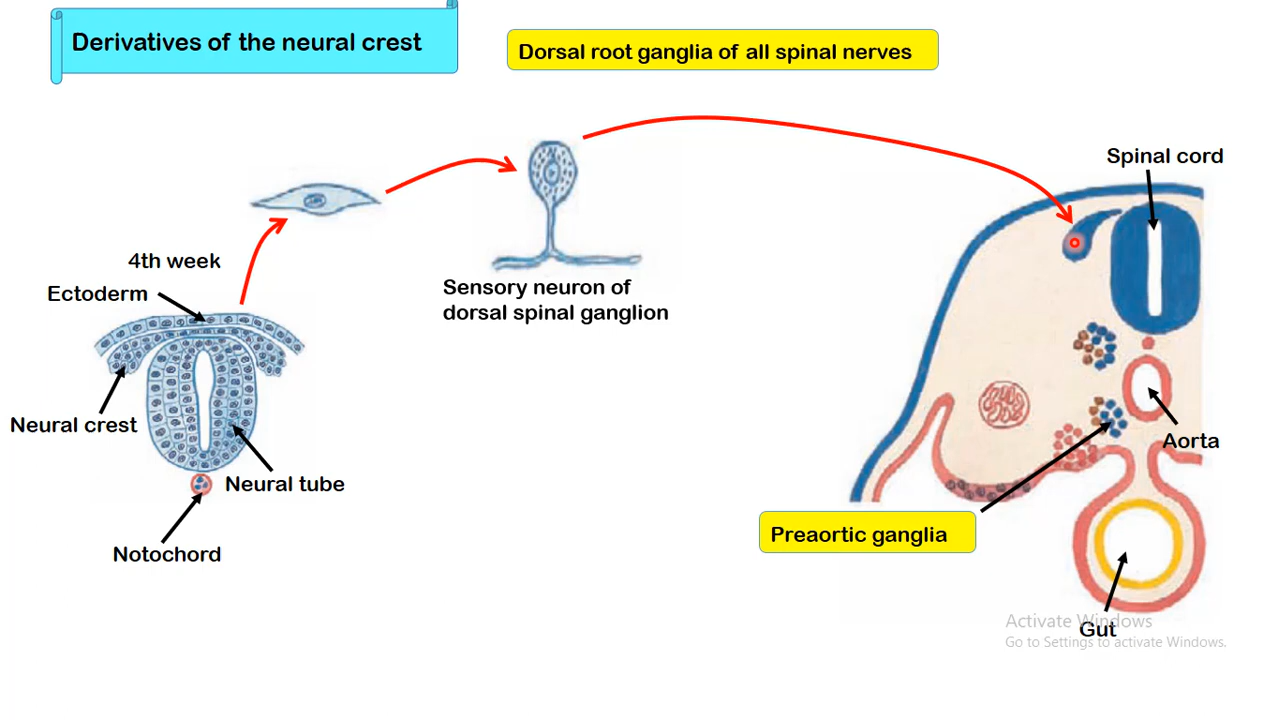 Derivatives of the neural crest
Dorsal root ganglia of all spinal nerves
Spinal cord
4th week
Ectoderm
Sensory neuron of
dorsal spinal ganglion
Neural crest
Aorta
Neural tube
Preaortic ganglia
Notochord
Activate Windows
Gut
Go to Settings to activate Windows.